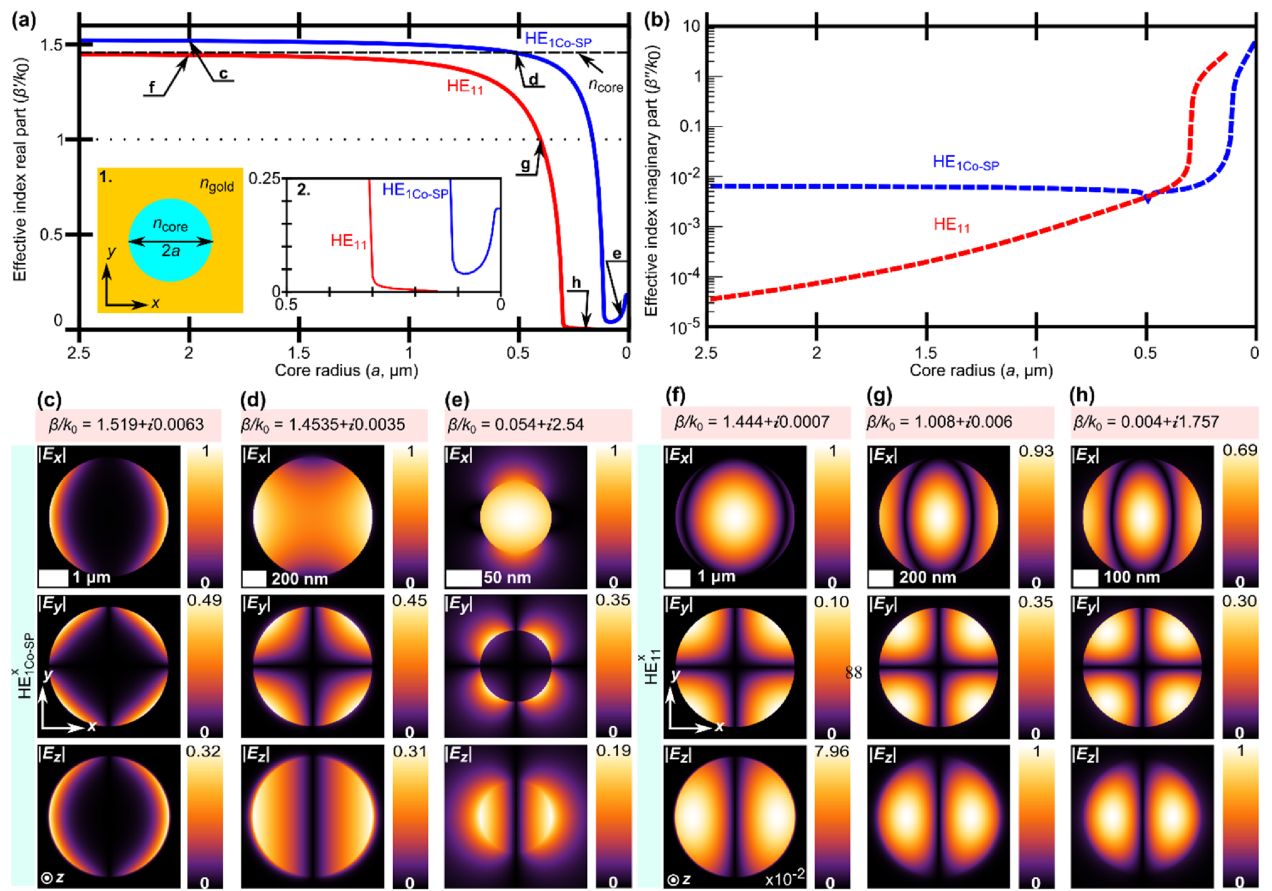 (a)
Effective index real part (β′/k0)
1.5
1
0.5
0
HE1Co-SP
f
c
d
ncore
HE11
g
1.
ngold
ncore
2a
y
x
2.
0.25
0
HE1Co-SP
HE11
0.5
0
e
h
2.5
2
1.5
1
0.5
0
Core radius (a, μm)
(b)
Effective index imaginary part (β″/k0)
10
1
0.1
10-2
10-3
10-4
10-5
HE1Co-SP
HE11
2.5
2
1.5
1
0.5
0
Core radius (a, μm)
(c)
(d)
(e)
(f)
(g)
(h)
β/k0 = 1.519+i0.0063
β/k0 = 1.4535+i0.0035
β/k0 = 0.054+i2.54
β/k0 = 1.444+i0.0007
β/k0 = 1.008+i0.006
β/k0 = 0.004+i1.757
HEx1Co-SP
HEx11
|Ex| 1 0 1 μm
|Ex| 1 0 200 nm
|Ex| 1 0 50 nm
|Ex| 1 0 1 μm
|Ex| 0.93 0 200 nm
|Ex| 0.69 0 100 nm
|Ey| 0.49 0 y x
|Ey| 0.45 0
|Ey| 0.35 0
|Ey| 0.10 0 y x
88
|Ey| 0.35 0
|Ey| 0.30 0
|Ez| 0.32 0 z
|Ez| 0.31 0
|Ez| 0.19 0
|Ez| 7.96 0 z x10-2
|Ez| 1 0
|Ez| 1 0